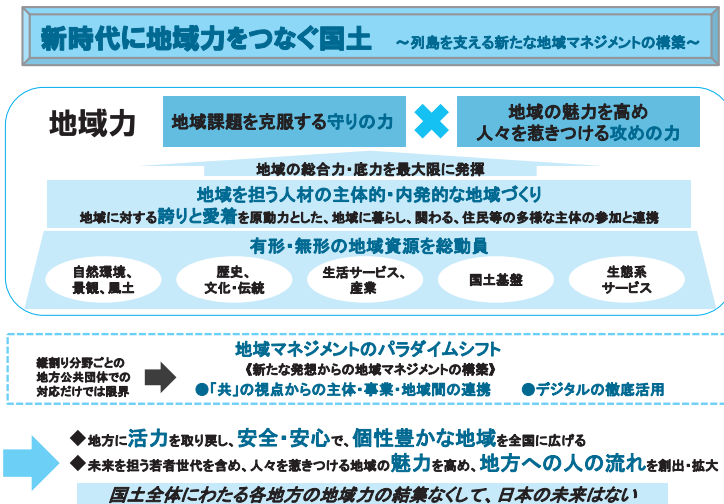 新時代に地域力をつなぐ国土 ～列島を支える新たな地域マネジメントの構築～
地域力
地域課題を克服する守りの力
地域の魅力を高め
人々を惹きつける攻めの力
地域の総合力・底力を最大限に発揮
地域を担う人材の主体的・内発的な地域づくり
地域に対する誇りと愛着を原動力とした、地域に暮らし、関わる、住民等の多様な主体の参加と連携
有形・無形の地域資源を総動員
自然環境、
景観、風土
歴史、
文化・伝統
生活サービス、
産業
国土基盤
生態系
サービス
縦割り分野ごとの
地方公共団体での
対応だけでは限界
地域マネジメントのパラダイムシフト
《新たな発想からの地域マネジメントの構築》
●「共」の視点からの主体・事業・地域間の連携 ●デジタルの徹底活用
◆地方に活力を取り戻し、安全・安心で、個性豊かな地域を全国に広げる
◆未来を担う若者世代を含め、人々を惹きつける地域の魅力を高め、地方への人の流れを創出・拡大
国土全体にわたる各地方の地域力の結集なくして、日本の未来はない